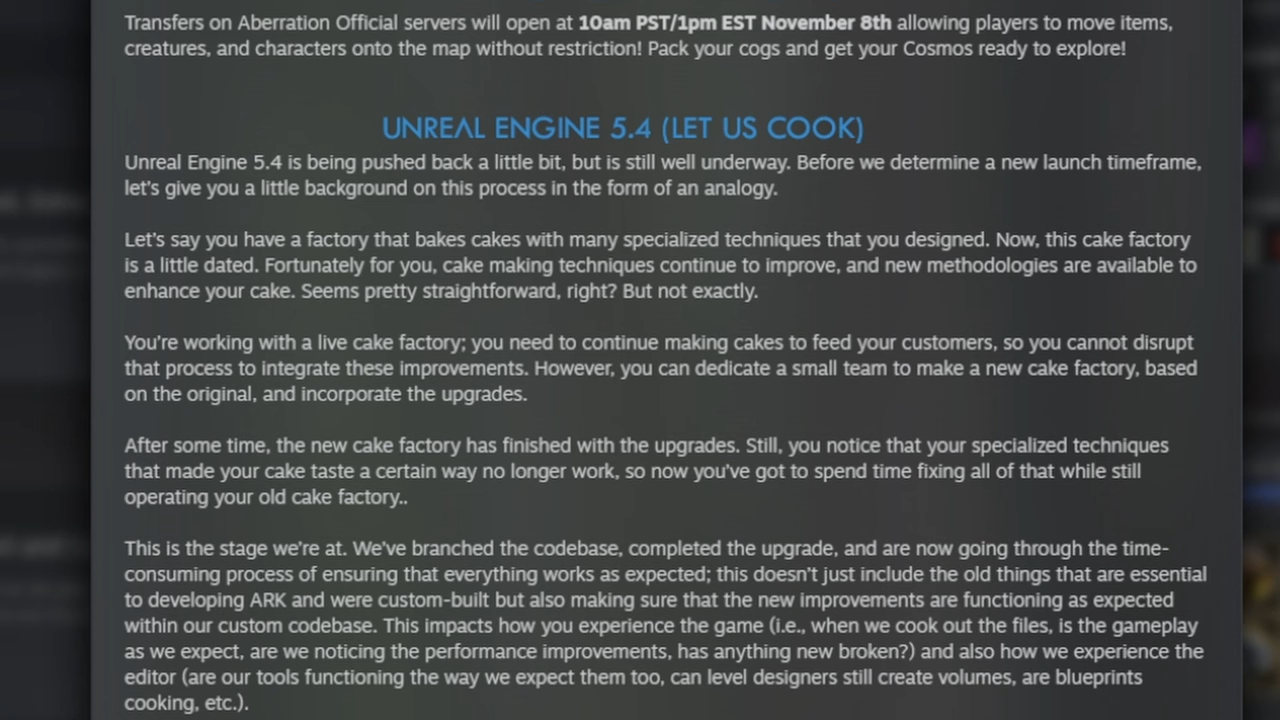 Transfers on Aberration Official servers will open at 10am PST/1pm EST November 8th allowing players to move items,
creatures, and characters onto the map without restriction! Pack your cogs and get your Cosmos ready to explore!
UNREAL ENGINE 5.4 (LET US COOK)
Unreal Engine 5.4 is being pushed back a little bit, but is still well underway. Before we determine a new launch timeframe,
let's give you a little background on this process in the form of an analogy.
Let's say you have a factory that bakes cakes with many specialized techniques that you designed. Now, this cake factory
is a little dated. Fortunately for you, cake making techniques continue to improve, and new methodologies are available to
enhance your cake. Seems pretty straightforward, right? But not exactly.
You're working with a live cake factory; you need to continue making cakes to feed your customers, so you cannot disrupt
that process to integrate these improvements. However, you can dedicate a small team to make a new cake factory, based
on the original, and incorporate the upgrades.
After some time, the new cake factory has finished with the upgrades. Still, you notice that your specialized techniques
that made your cake taste a certain way no longer work, so now you've got to spend time fixing all of that while still
operating your old cake factory..
This is the stage we're at. We've branched the codebase, completed the upgrade, and are now going through the time-
consuming process of ensuring that everything works as expected; this doesn't just include the old things that are essential
to developing ARK and were custom-built but also making sure that the new improvements are functioning as expected
within our custom codebase. This impacts how you experience the game (i.e., when we cook out the files, is the gameplay
as we expect, are we noticing the performance improvements, has anything new broken?) and also how we experience the
editor (are our tools functioning the way we expect them too, can level designers still create volumes, are blueprints
cooking, etc.).